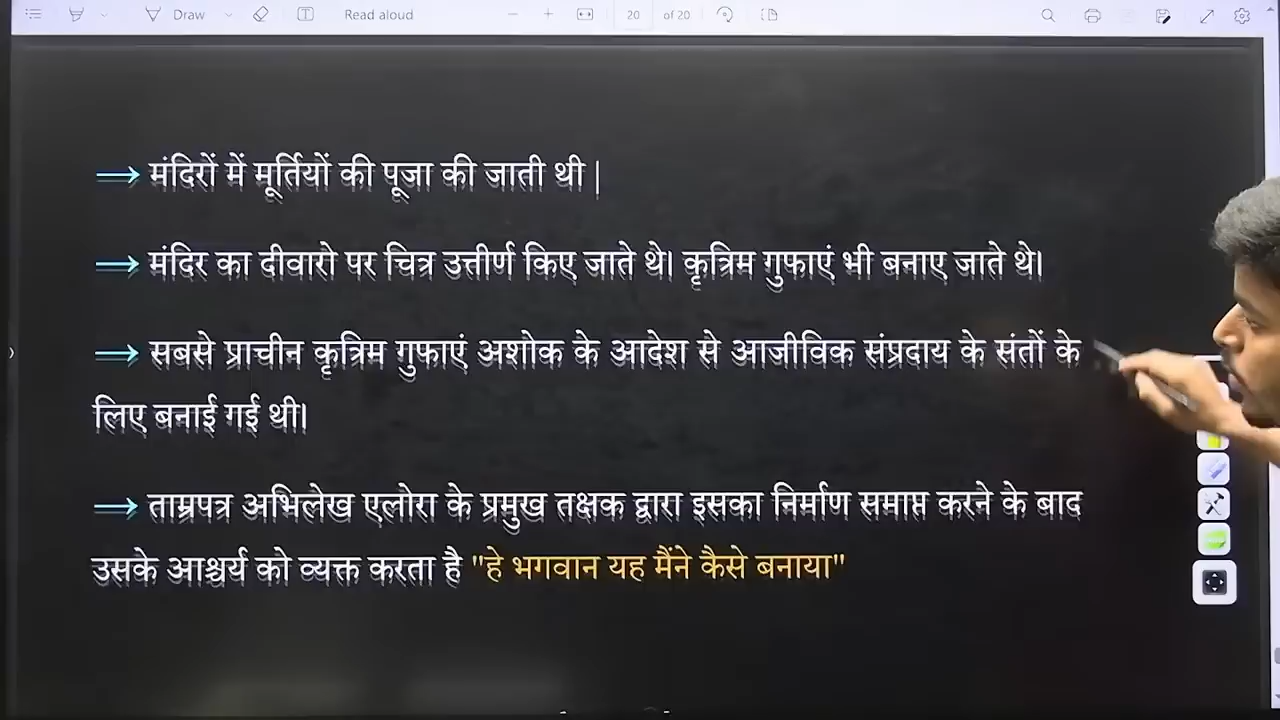 Draw
Read aloud
20 of 20
मंदिरों में मूर्तियों की पूजा की जाती थी |
मंदिर का दीवारो पर चित्र उत्तीर्ण किए जाते थे। कृत्रिम गुफाएं भी बनाए जाते थे।
सबसे प्राचीन कृत्रिम गुफाएं अशोक के आदेश से आजीविक संप्रदाय के संतों के
लिए बनाई गई थी।
ताम्रपत्र अभिलेख एलोरा के प्रमुख तक्षक द्वारा इसका निर्माण समाप्त करने के बाद
उसके आश्चर्य को व्यक्त करता है "हे भगवान यह मैंने कैसे बनाया"